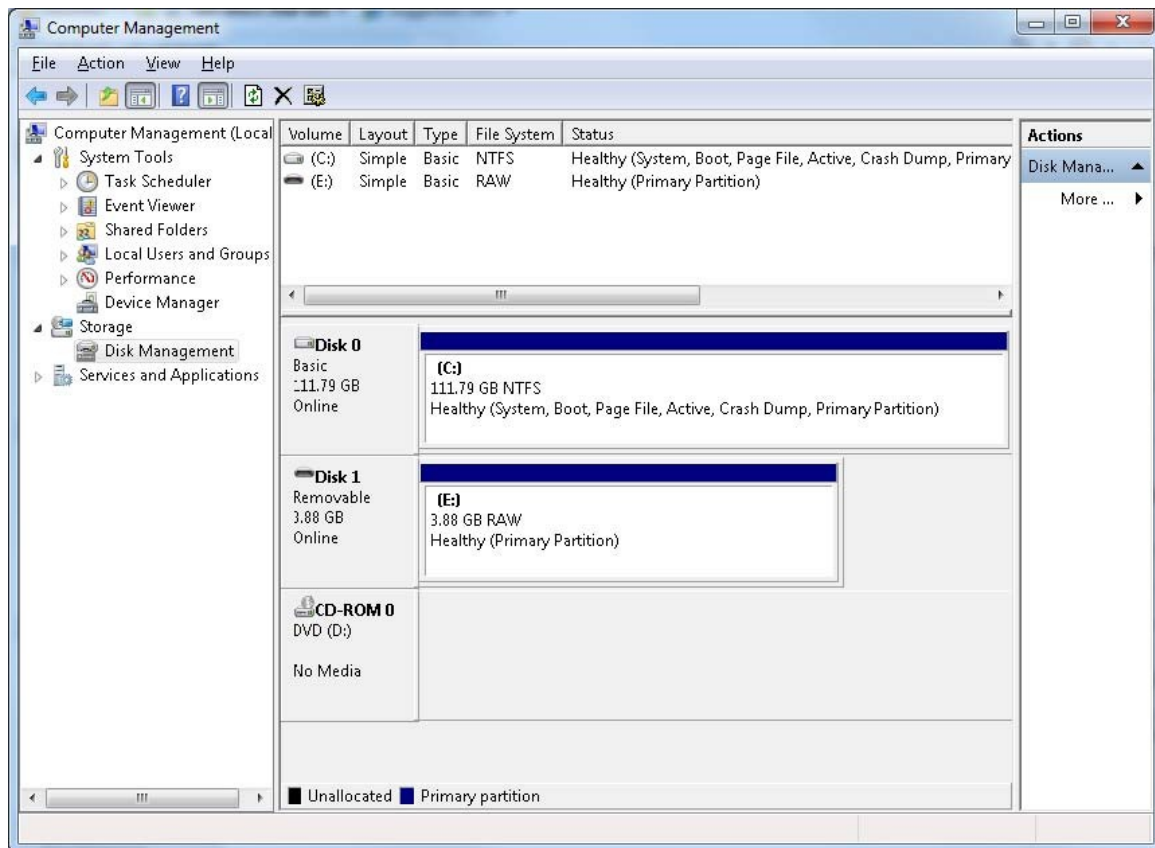 Computer Management
File Action View Help
Computer Management (Local
System Tools
Task Scheduler
Event Viewer
Shared Folders
Local Users and Groups
Performance
Device Manager
Storage
Disk Management
Services and Applications
Volume Layout Type File System Status
(C:) Simple Basic NTFS Healthy (System, Boot, Page File, Active, Crash Dump, Primary
(E:) Simple Basic RAW Healthy (Primary Partition)
Disk 0
Basic
111.79 GB
Online
(C:)
111.79 GB NTFS
Healthy (System, Boot, Page File, Active, Crash Dump, Primary Partition)
Disk 1
Removable
3.88 GB
Online
(E:)
3.88 GB RAW
Healthy (Primary Partition)
CD-ROM 0
DVD (D:)
No Media
Unallocated Primary partition
Actions
Disk Mana...
More ...